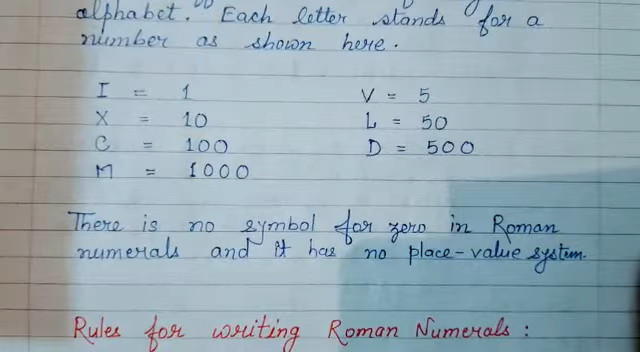 alphabet. Each letter stands for a
number as shown here.
I = 1 V = 5
X = 10 L = 50
C = 100 D = 500
M = 1000
There is no symbol for zero in Roman
numerals and it has no place-value system.
Rules for writing Roman Numerals :